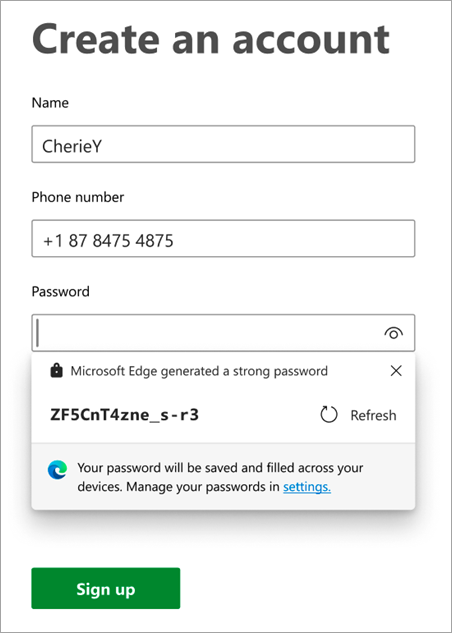 Create an account
Name
CherieY
Phone number
+1 87 8475 4875
Password
Microsoft Edge generated a strong password
ZF5CnT4zne_s-r3
Refresh
Your password will be saved and filled across your
devices. Manage your passwords in settings.
Sign up